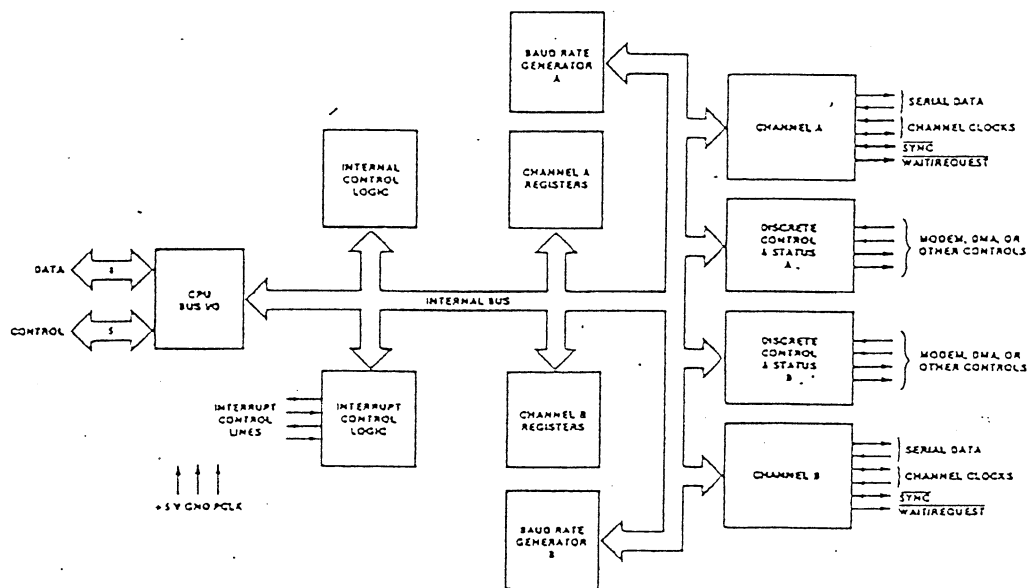 BAUD RATE
GENERATOR
A
CHANNEL A
SERIAL DATA
CHANNEL CLOCKS
SYNC
WAIT/REQUEST
INTERNAL
CONTROL
LOGIC
CHANNEL A
REGISTERS
DISCRETE
CONTROL
& STATUS
A
MODEM, DMA, OR
OTHER CONTROLS
DATA
8
CPU
BUS I/O
INTERNAL BUS
CONTROL
5
DISCRETE
CONTROL
& STATUS
B
MODEM, DMA, OR
OTHER CONTROLS
INTERRUPT
CONTROL
LINES
INTERRUPT
CONTROL
LOGIC
CHANNEL B
REGISTERS
CHANNEL B
SERIAL DATA
CHANNEL CLOCKS
SYNC
WAIT/REQUEST
+5 V GND PCLK
BAUD RATE
GENERATOR
B